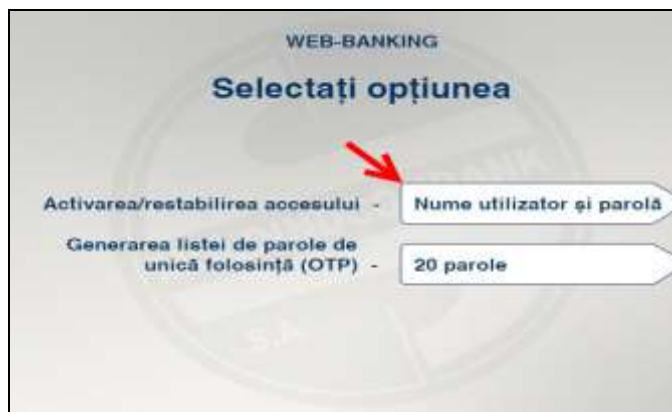 WEB-BANKING
Selectați opțiunea
Activarea/restabilirea accesului - Nume utilizator și parolă
Generarea listei de parole de
unică folosință (OTP) - 20 parole
S.A.